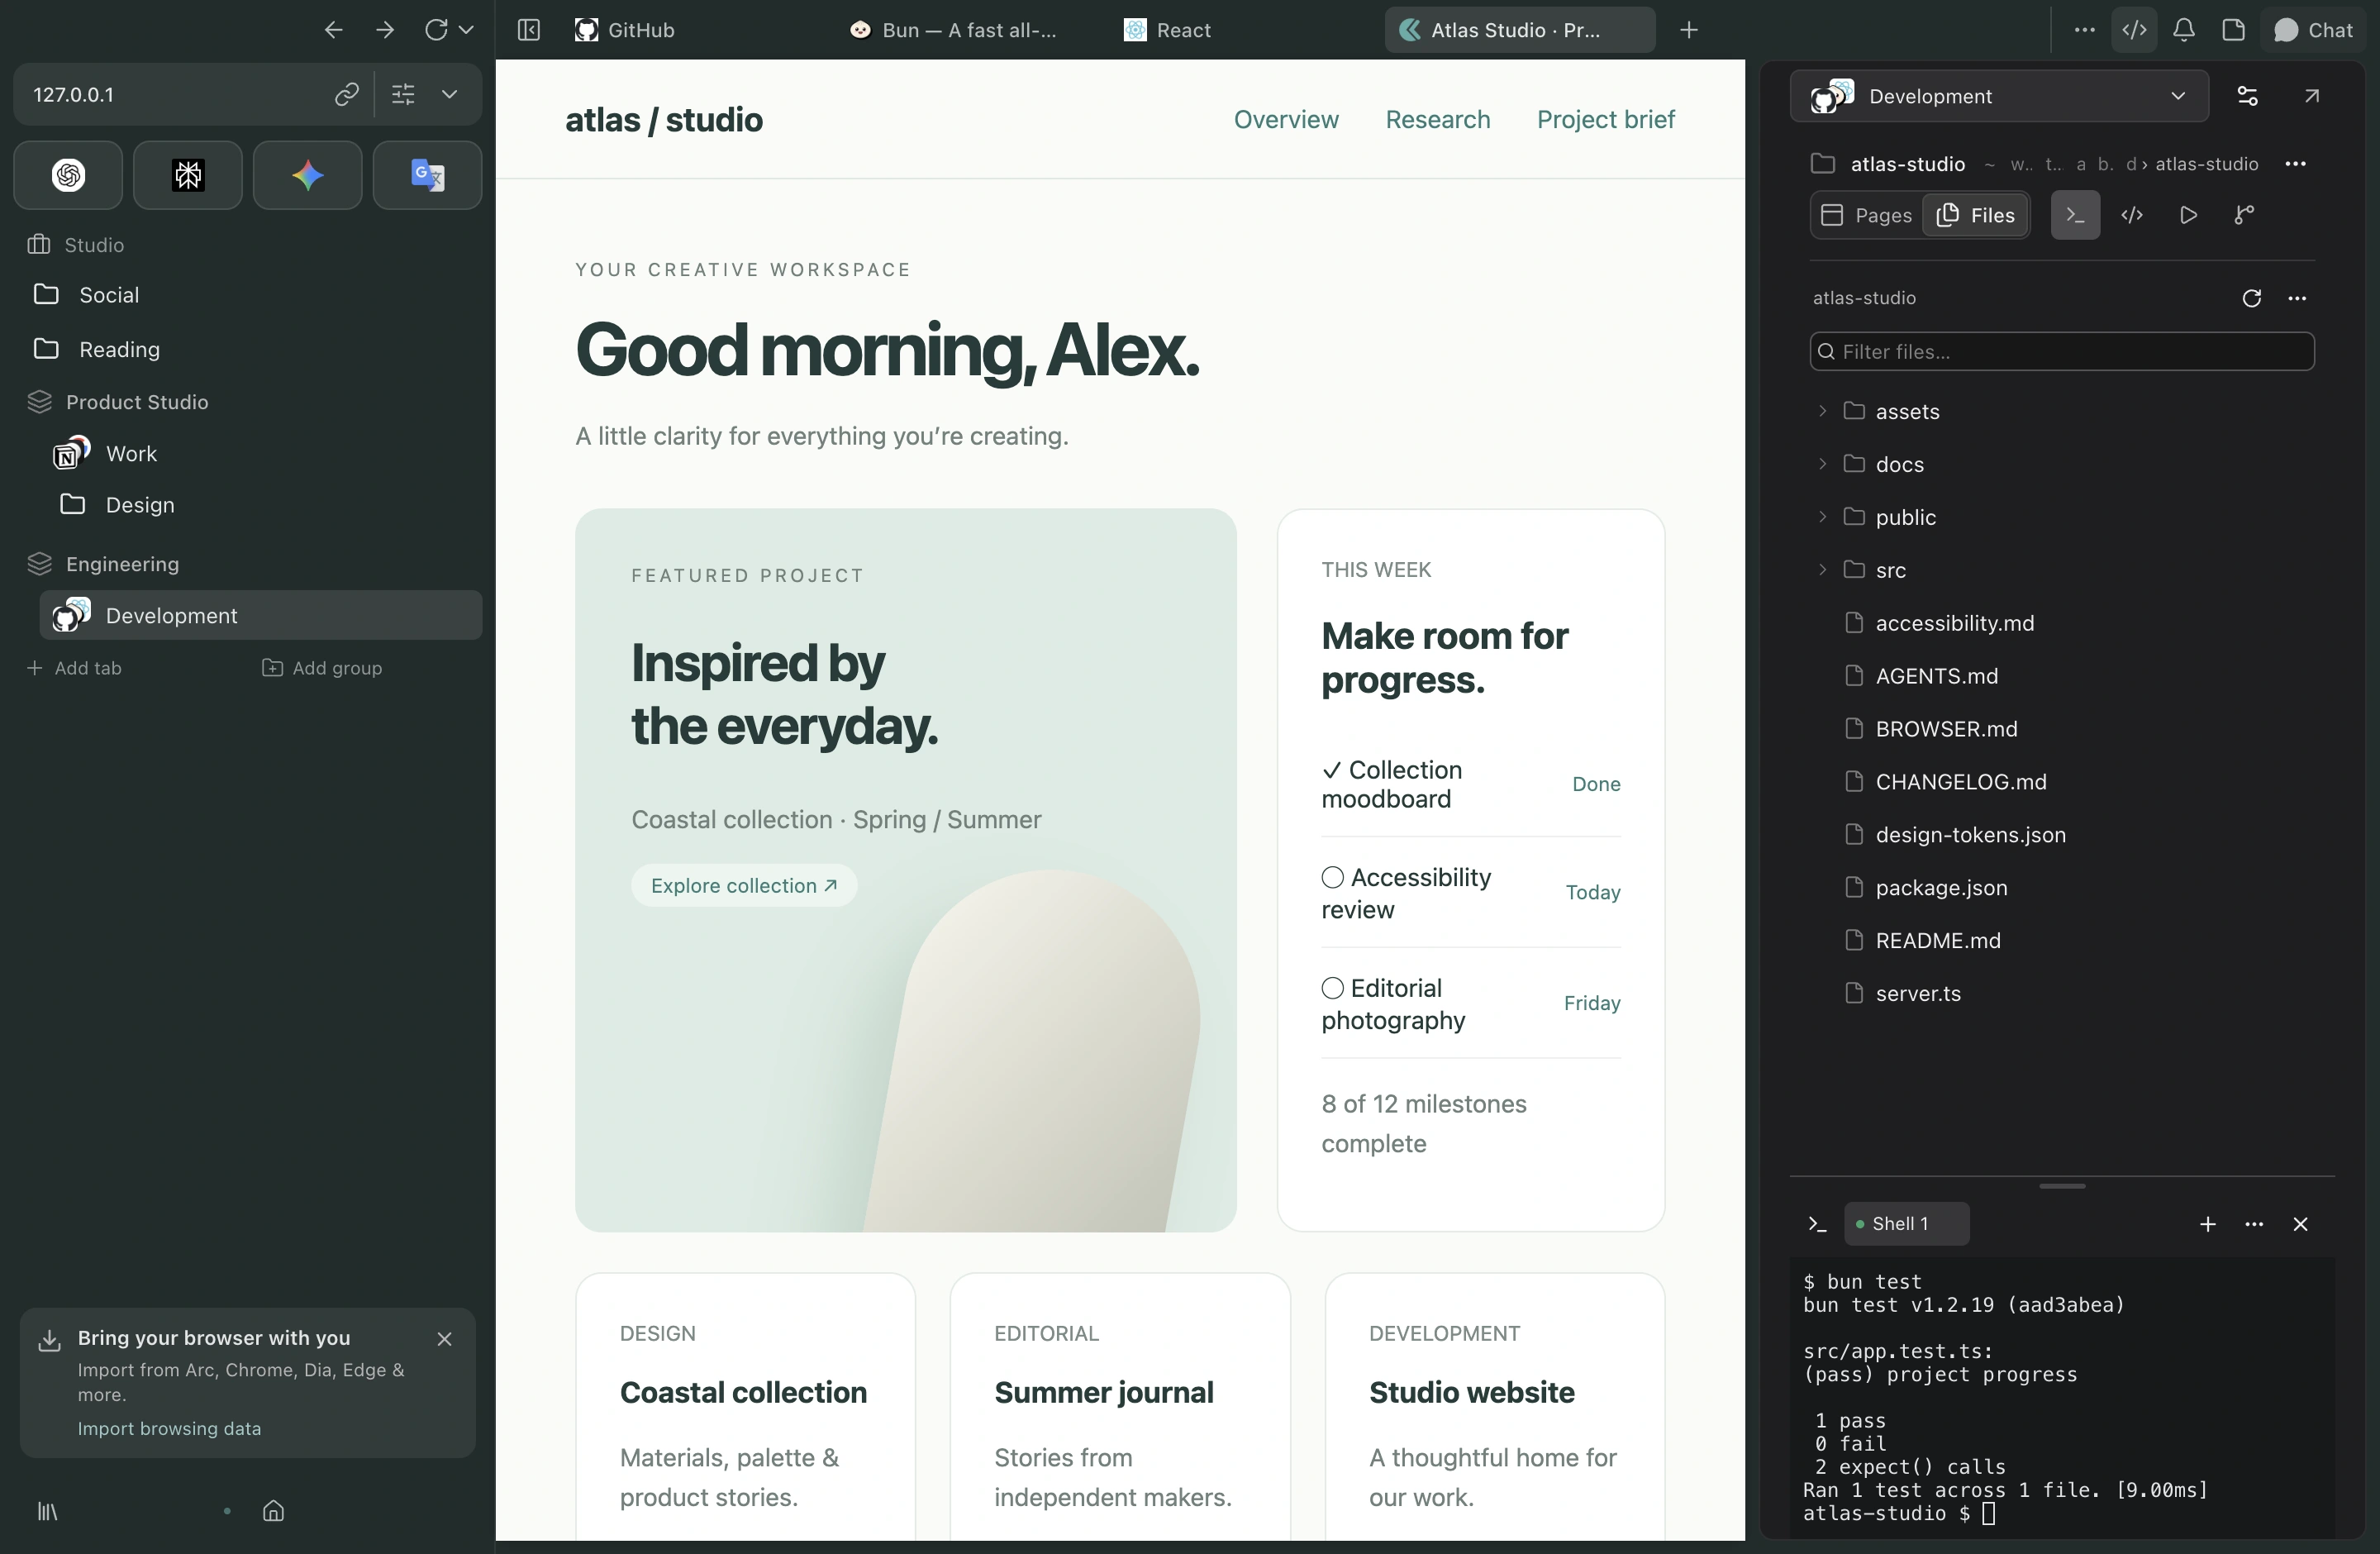 127.0.0.1
Studio
Social
Reading
Product Studio
Work
Design
Engineering
Development
Add tab
Add group
Bring your browser with you
Import from Arc, Chrome, Dia, Edge &
more.
Import browsing data
GitHub
Bun — A fast all-...
React
Atlas Studio · Pr...
Chat
atlas / studio
Overview
Research
Project brief
YOUR CREATIVE WORKSPACE
Good morning, Alex.
A little clarity for everything you’re creating.
FEATURED PROJECT
Inspired by
the everyday.
Coastal collection · Spring / Summer
Explore collection ↗
THIS WEEK
Make room for
progress.
✓ Collection
moodboard
Done
○ Accessibility
review
Today
○ Editorial
photography
Friday
8 of 12 milestones
complete
DESIGN
Coastal collection
Materials, palette &
product stories.
EDITORIAL
Summer journal
Stories from
independent makers.
DEVELOPMENT
Studio website
A thoughtful home for
our work.
Development
atlas-studio ~ w.. t... a b. d › atlas-studio
Pages
Files
atlas-studio
Filter files...
assets
docs
public
src
accessibility.md
AGENTS.md
BROWSER.md
CHANGELOG.md
design-tokens.json
package.json
README.md
server.ts
Shell 1
$ bun test
bun test v1.2.19 (aad3abea)
src/app.test.ts:
(pass) project progress
1 pass
0 fail
2 expect() calls
Ran 1 test across 1 file. [9.00ms]
atlas-studio $